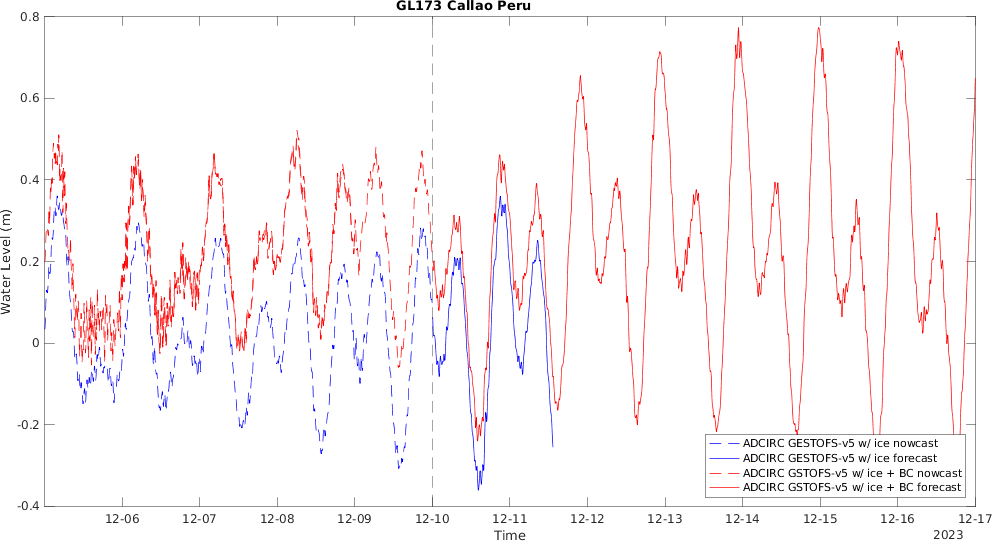 GL173 Callao Peru
0.8
0.6
0.4
0.2
0
-0.2
-0.4
Water Level (m)
12-06 12-07 12-08 12-09 12-10 12-11 12-12 12-13 12-14 12-15 12-16 12-17
Time
2023
ADCIRC GESTOFS-v5 w/ ice nowcast
ADCIRC GESTOFS-v5 w/ ice forecast
ADCIRC GSTOFS-v5 w/ ice + BC nowcast
ADCIRC GSTOFS-v5 w/ ice + BC forecast